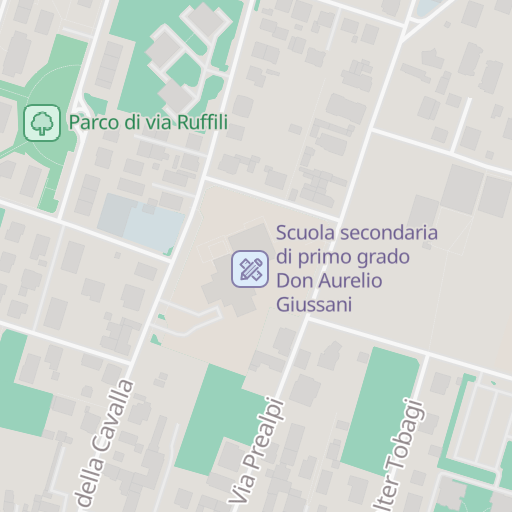 Parco di via Ruffili
Scuola secondaria
di primo grado
Don Aurelio
Giussani
della Cavalla
Via Prealpi
lter Tobagi